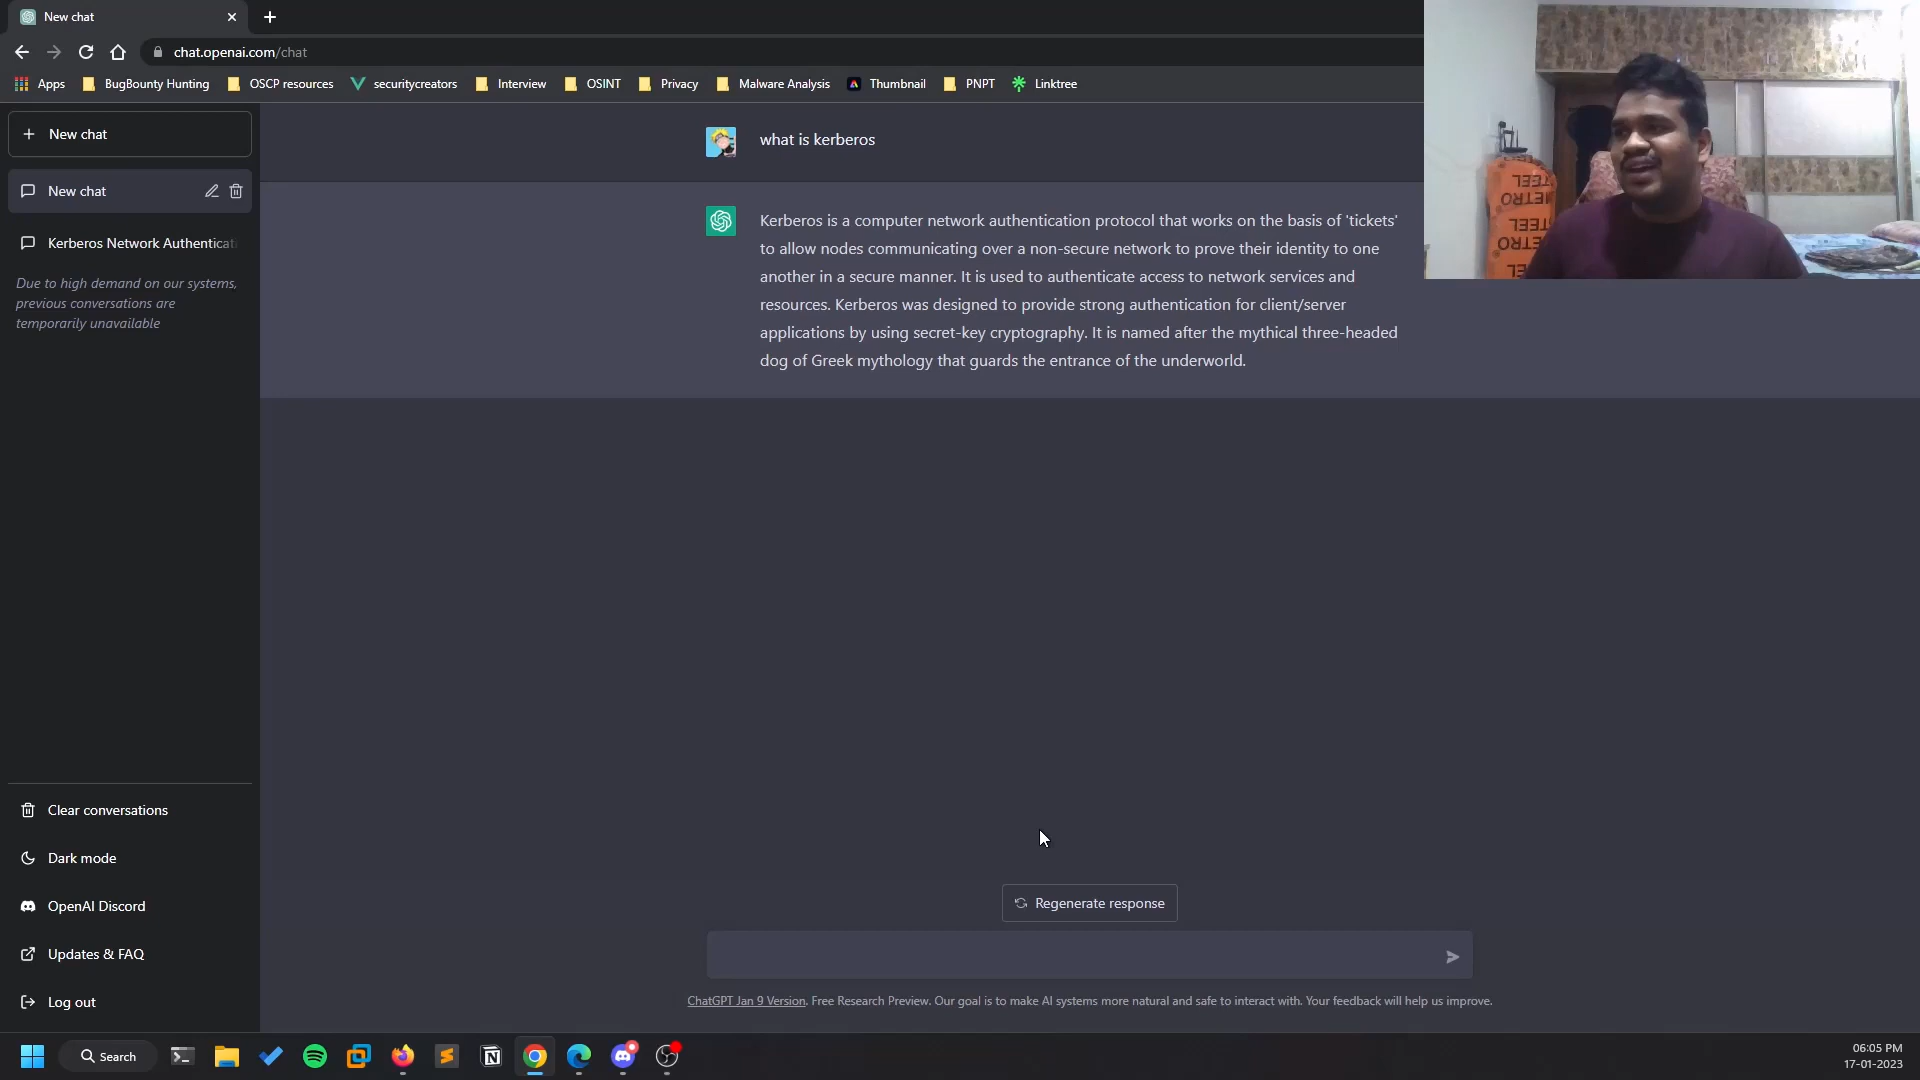 New chat
chat.openai.com/chat
Apps BugBounty Hunting OSCP resources securitycreators Interview OSINT Privacy Malware Analysis Thumbnail PNPT Linktree
New chat
New chat
Kerberos Network Authenticat
Due to high demand on our systems,
previous conversations are
temporarily unavailable
Clear conversations
Dark mode
OpenAI Discord
Updates & FAQ
Log out
what is kerberos
Kerberos is a computer network authentication protocol that works on the basis of 'tickets'
to allow nodes communicating over a non-secure network to prove their identity to one
another in a secure manner. It is used to authenticate access to network services and
resources. Kerberos was designed to provide strong authentication for client/server
applications by using secret-key cryptography. It is named after the mythical three-headed
dog of Greek mythology that guards the entrance of the underworld.
Regenerate response
ChatGPT Jan 9 Version. Free Research Preview. Our goal is to make AI systems more natural and safe to interact with. Your feedback will help us improve.
Search
06:05 PM
17-01-2023